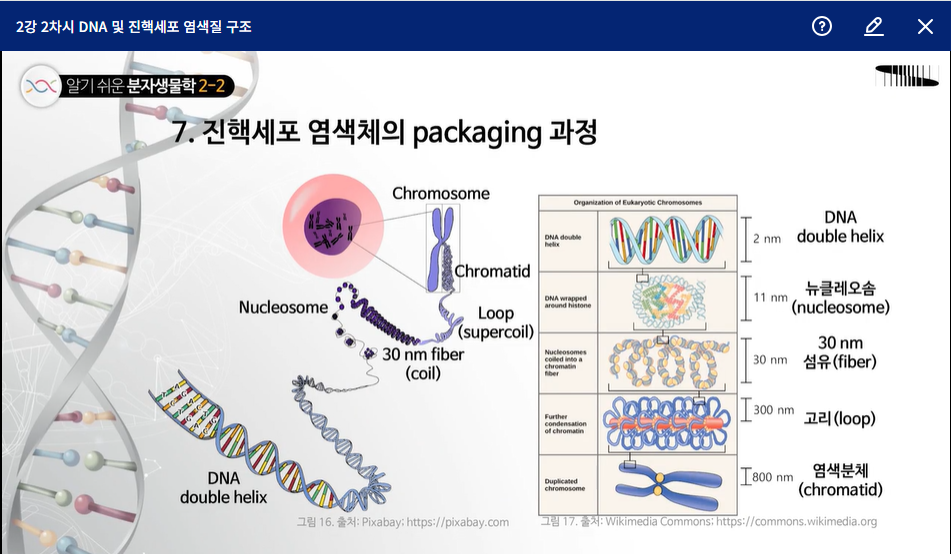 2강 2차시 DNA 및 진핵세포 염색질 구조
알기 쉬운 분자생물학 2-2
7. 진핵세포 염색체의 packaging 과정
Chromosome
Chromatid
Nucleosome
Loop
(supercoil)
30 nm fiber
(coil)
DNA
double helix
그림 16. 출처: Pixabay; https://pixabay.com
Organization of Eukaryotic Chromosomes
DNA double
helix
2 nm
DNA
double helix
DNA wrapped
around histone
11 nm
뉴클레오솜
(nucleosome)
Nucleosomes
coiled into a
chromatin
fiber
30 nm
30 nm
섬유(fiber)
Further
condensation
of chromatin
300 nm
고리(loop)
Duplicated
chromosome
800 nm
염색분체
(chromatid)
그림 17. 출처: Wikimedia Commons; https://commons.wikimedia.org